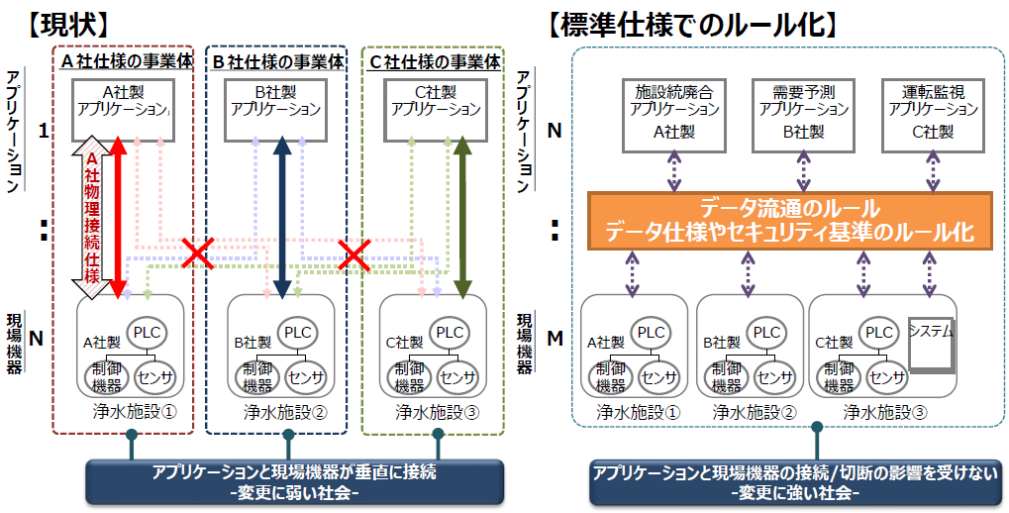 【現状】
A社仕様の事業体
B社仕様の事業体
C社仕様の事業体
アプリケーション
1
:
N
現場機器
A社製
アプリケーション
B社製
アプリケーション
C社製
アプリケーション
A社物理接続仕様
A社製
PLC
制御
機器
センサ
浄水施設①
B社製
PLC
制御
機器
センサ
浄水施設②
C社製
PLC
制御
機器
センサ
浄水施設③
アプリケーションと現場機器が垂直に接続
-変更に弱い社会-
【標準仕様でのルール化】
アプリケーション
N
:
M
現場機器
施設統廃合
アプリケーション
A社製
需要予測
アプリケーション
B社製
運転監視
アプリケーション
C社製
データ流通のルール
データ仕様やセキュリティ基準のルール化
A社製
PLC
制御
機器
センサ
浄水施設①
B社製
PLC
制御
機器
センサ
浄水施設②
C社製
PLC
制御
機器
センサ
システム
浄水施設③
アプリケーションと現場機器の接続/切断の影響を受けない
-変更に強い社会-